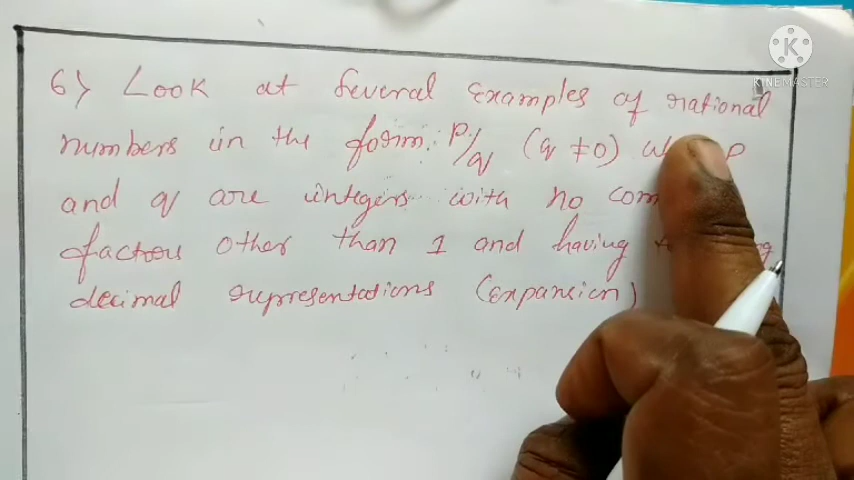 KINEMASTER
6) Look at several examples of rational
numbers in the form. p/q (q ≠ 0) p
and q are integers with no
factors other than 1 and having
decimal representations (expansion)